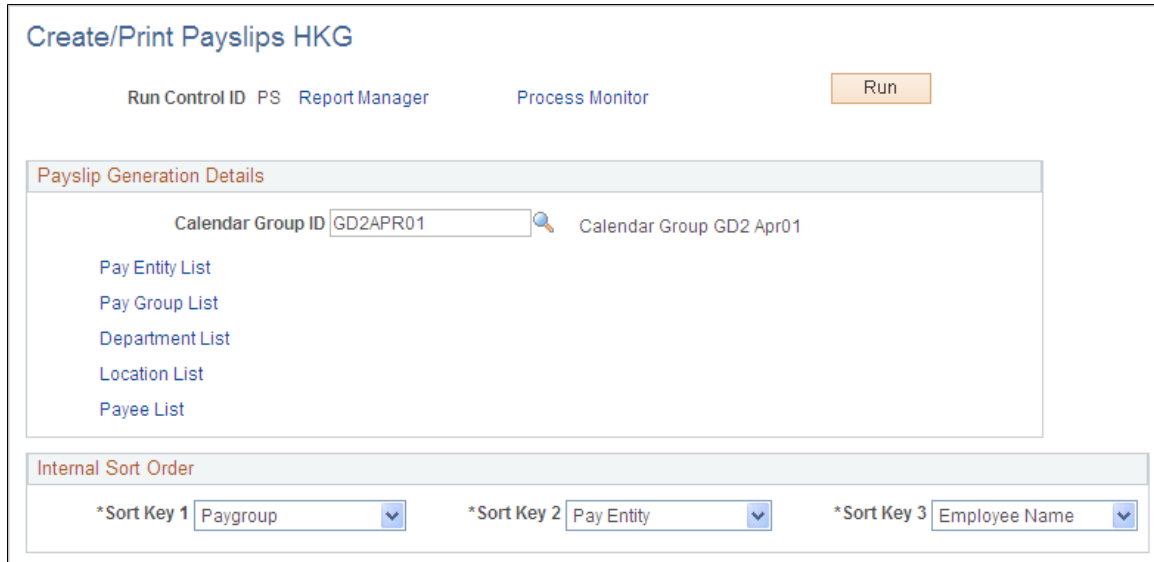 Create/Print Payslips HKG
Run Control ID PS Report Manager Process Monitor Run
Payslip Generation Details
Calendar Group ID GD2APR01 Calendar Group GD2 Apr01
Pay Entity List
Pay Group List
Department List
Location List
Payee List
Internal Sort Order
*Sort Key 1 Paygroup *Sort Key 2 Pay Entity *Sort Key 3 Employee Name